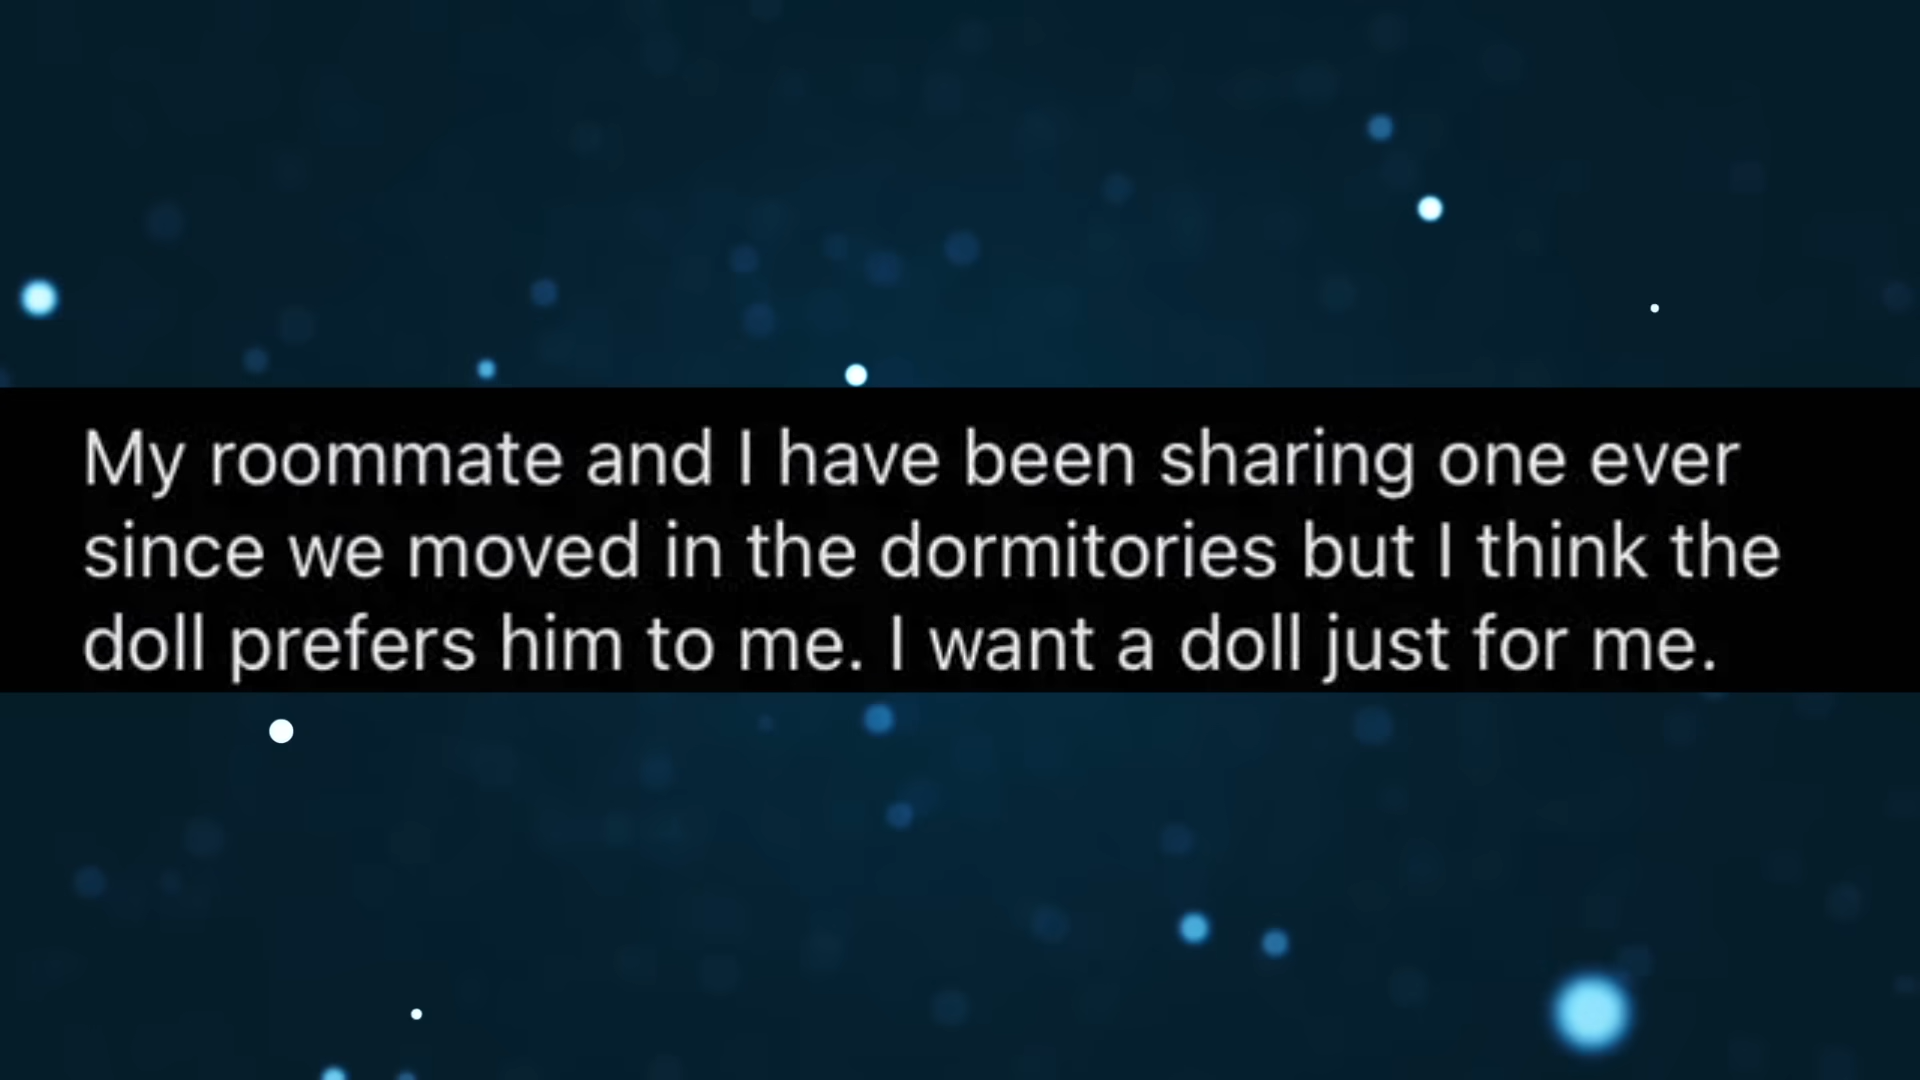 My roommate and I have been sharing one ever
since we moved in the dormitories but I think the
doll prefers him to me. I want a doll just for me.